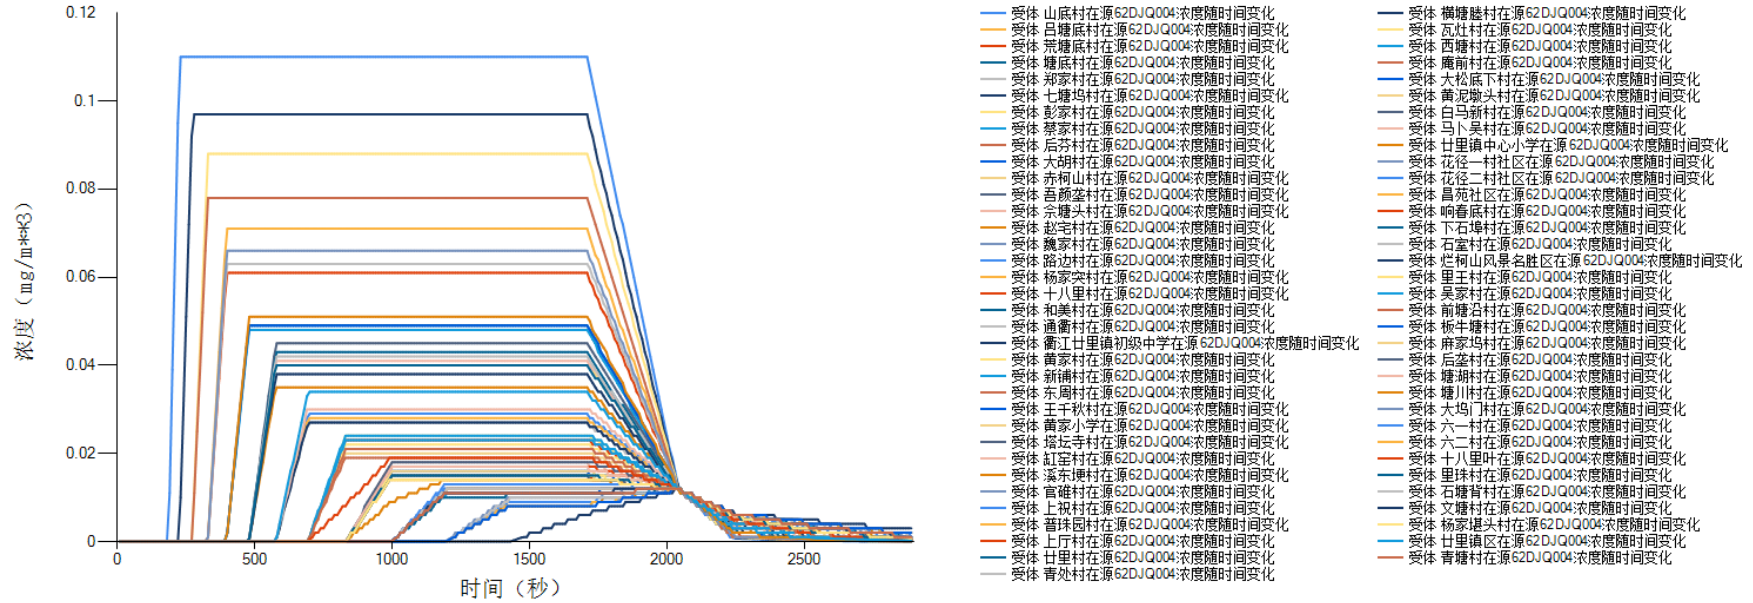 0.12
0.1
0.08
0.06
0.04
0.02
0
浓度（mg/m**3）
0
500
1000
1500
2000
2500
时间（秒）
受体 山底村在源62DJQ004浓度随时间变化
受体 吕塘底村在源62DJQ004浓度随时间变化
受体 荒塘底村在源62DJQ004浓度随时间变化
受体 塘底村在源62DJQ004浓度随时间变化
受体 郑家村在源62DJQ004浓度随时间变化
受体 七塘坞村在源62DJQ004浓度随时间变化
受体 彭家村在源62DJQ004浓度随时间变化
受体 蔡家村在源62DJQ004浓度随时间变化
受体 后芬村在源62DJQ004浓度随时间变化
受体 大胡村在源62DJQ004浓度随时间变化
受体 赤柯山村在源62DJQ004浓度随时间变化
受体 吾颜垄村在源62DJQ004浓度随时间变化
受体 佘塘头村在源62DJQ004浓度随时间变化
受体 赵宅村在源62DJQ004浓度随时间变化
受体 魏家村在源62DJQ004浓度随时间变化
受体 路边村在源62DJQ004浓度随时间变化
受体 杨家突村在源62DJQ004浓度随时间变化
受体 十八里村在源62DJQ004浓度随时间变化
受体 和美村在源62DJQ004浓度随时间变化
受体 通衢村在源62DJQ004浓度随时间变化
受体 衢江廿里镇初级中学在源62DJQ004浓度随时间变化
受体 黄家村在源62DJQ004浓度随时间变化
受体 新铺村在源62DJQ004浓度随时间变化
受体 东周村在源62DJQ004浓度随时间变化
受体 王千秋村在源62DJQ004浓度随时间变化
受体 黄家小学在源62DJQ004浓度随时间变化
受体 塔坛寺村在源62DJQ004浓度随时间变化
受体 缸窑村在源62DJQ004浓度随时间变化
受体 溪东埂村在源62DJQ004浓度随时间变化
受体 官碓村在源62DJQ004浓度随时间变化
受体 上祝村在源62DJQ004浓度随时间变化
受体 普珠园村在源62DJQ004浓度随时间变化
受体 上厅村在源62DJQ004浓度随时间变化
受体 廿里村在源62DJQ004浓度随时间变化
受体 青处村在源62DJQ004浓度随时间变化
受体 横塘塍村在源62DJQ004浓度随时间变化
受体 瓦灶村在源62DJQ004浓度随时间变化
受体 西塘村在源62DJQ004浓度随时间变化
受体 庵前村在源62DJQ004浓度随时间变化
受体 大松底下村在源62DJQ004浓度随时间变化
受体 黄泥墩头村在源62DJQ004浓度随时间变化
受体 白马新村在源62DJQ004浓度随时间变化
受体 马卜吴村在源62DJQ004浓度随时间变化
受体 廿里镇中心小学在源62DJQ004浓度随时间变化
受体 花径一村社区在源62DJQ004浓度随时间变化
受体 花径二村社区在源62DJQ004浓度随时间变化
受体 昌苑社区在源62DJQ004浓度随时间变化
受体 响春底村在源62DJQ004浓度随时间变化
受体 下石埠村在源62DJQ004浓度随时间变化
受体 石室村在源62DJQ004浓度随时间变化
受体 烂柯山风景名胜区在源62DJQ004浓度随时间变化
受体 里王村在源62DJQ004浓度随时间变化
受体 吴家村在源62DJQ004浓度随时间变化
受体 前塘沿村在源62DJQ004浓度随时间变化
受体 板牛塘村在源62DJQ004浓度随时间变化
受体 麻家坞村在源62DJQ004浓度随时间变化
受体 后垄村在源62DJQ004浓度随时间变化
受体 塘湖村在源62DJQ004浓度随时间变化
受体 塘川村在源62DJQ004浓度随时间变化
受体 大坞门村在源62DJQ004浓度随时间变化
受体 六一村在源62DJQ004浓度随时间变化
受体 六二村在源62DJQ004浓度随时间变化
受体 十八里叶在源62DJQ004浓度随时间变化
受体 里珠村在源62DJQ004浓度随时间变化
受体 石塘背村在源62DJQ004浓度随时间变化
受体 文塘村在源62DJQ004浓度随时间变化
受体 杨家堪头村在源62DJQ004浓度随时间变化
受体 廿里镇区在源62DJQ004浓度随时间变化
受体 青塘村在源62DJQ004浓度随时间变化